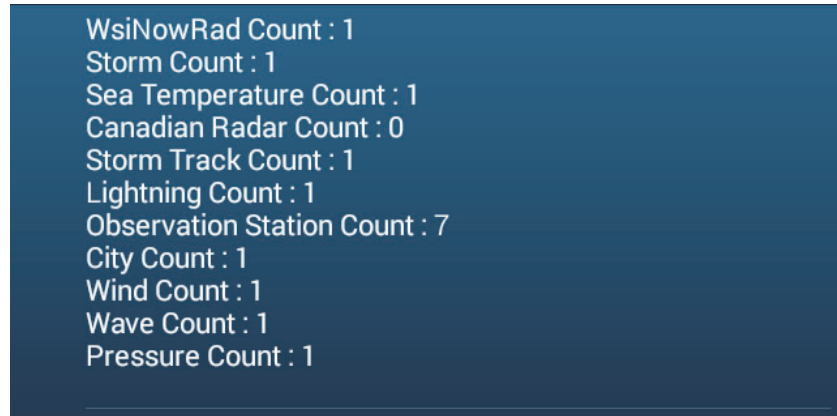 WsiNowRad Count : 1
Storm Count : 1
Sea Temperature Count : 1
Canadian Radar Count : 0
Storm Track Count : 1
Lightning Count : 1
Observation Station Count : 7
City Count : 1
Wind Count : 1
Wave Count : 1
Pressure Count : 1